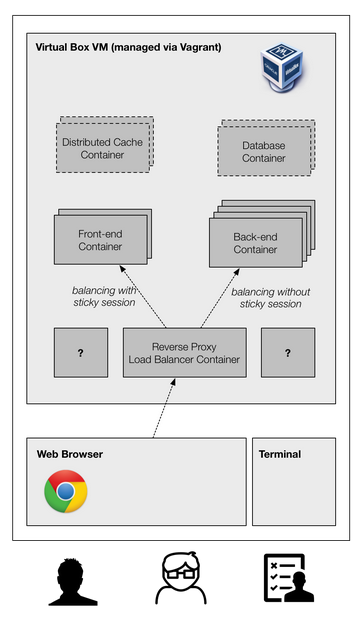 Virtual Box VM (managed via Vagrant)
Distributed Cache
Container
Database
Container
Front-end
Container
Back-end
Container
balancing with
sticky session
balancing without
sticky session
?
Reverse Proxy
Load Balancer Container
?
Web Browser
Terminal